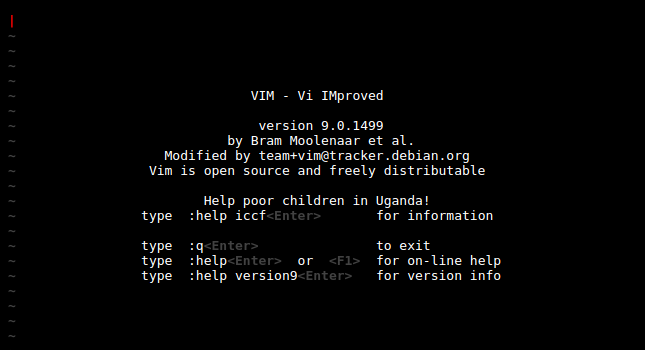 ~
~
~
~
~ VIM - Vi IMproved
~
~ version 9.0.1499
~ by Bram Moolenaar et al.
~ Modified by team+vim@tracker.debian.org
~ Vim is open source and freely distributable
~
~ Help poor children in Uganda!
~ type :help iccf<Enter> for information
~
~ type :q<Enter> to exit
~ type :help<Enter> or <F1> for on-line help
~ type :help version9<Enter> for version info
~
~
~
~